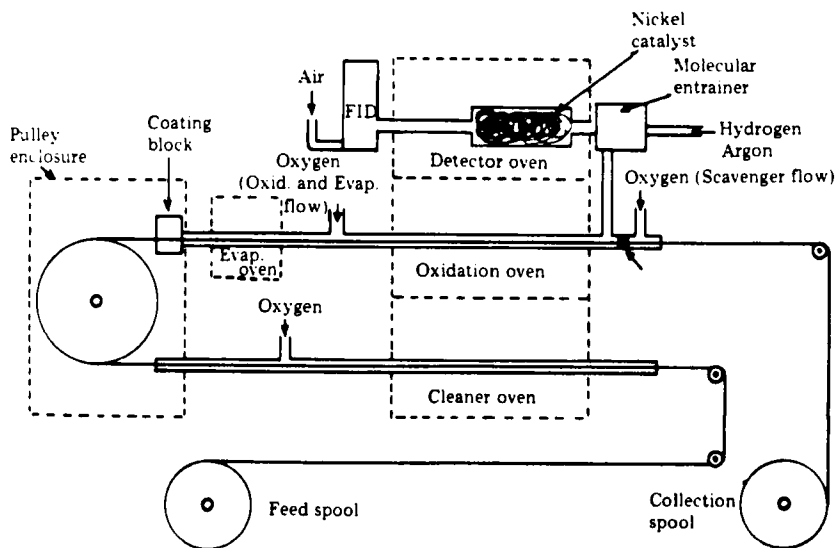 Nickel
catalyst
Molecular
entrainer
Air
FID
Coating
block
Pulley
enclosure
Hydrogen
Argon
Oxygen
(Oxid. and Evap.
flow)
Detector oven
Oxygen (Scavenger flow)
Evap.
oven
Oxidation oven
Oxygen
Cleaner oven
Feed spool
Collection
spool